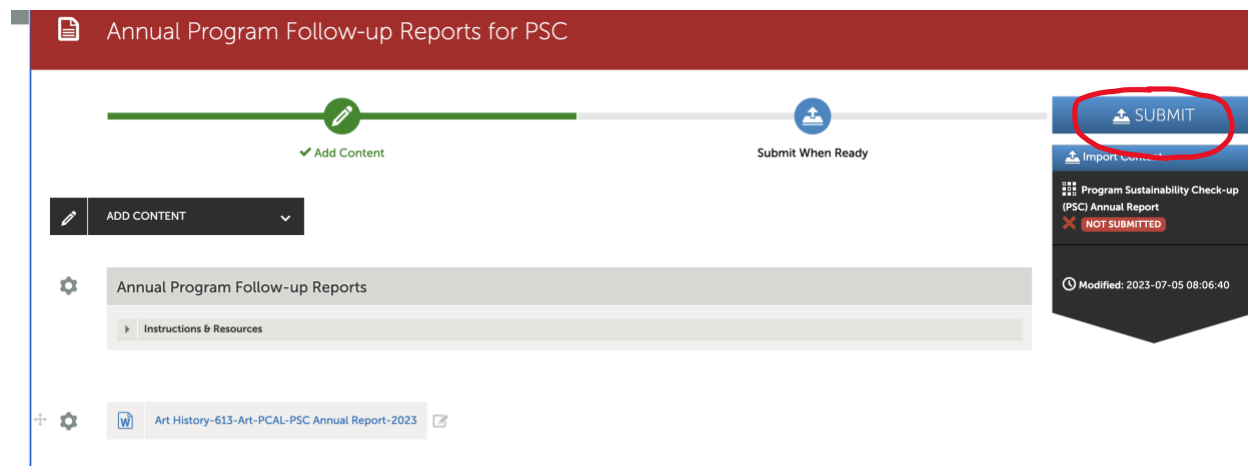 Annual Program Follow-up Reports for PSC
SUBMIT
Add Content
Submit When Ready
Import Content
Program Sustainability Check-up
(PSC) Annual Report
NOT SUBMITTED
ADD CONTENT
Modified: 2023-07-05 08:06:40
Annual Program Follow-up Reports
Instructions & Resources
Art History-613-Art-PCAL-PSC Annual Report-2023